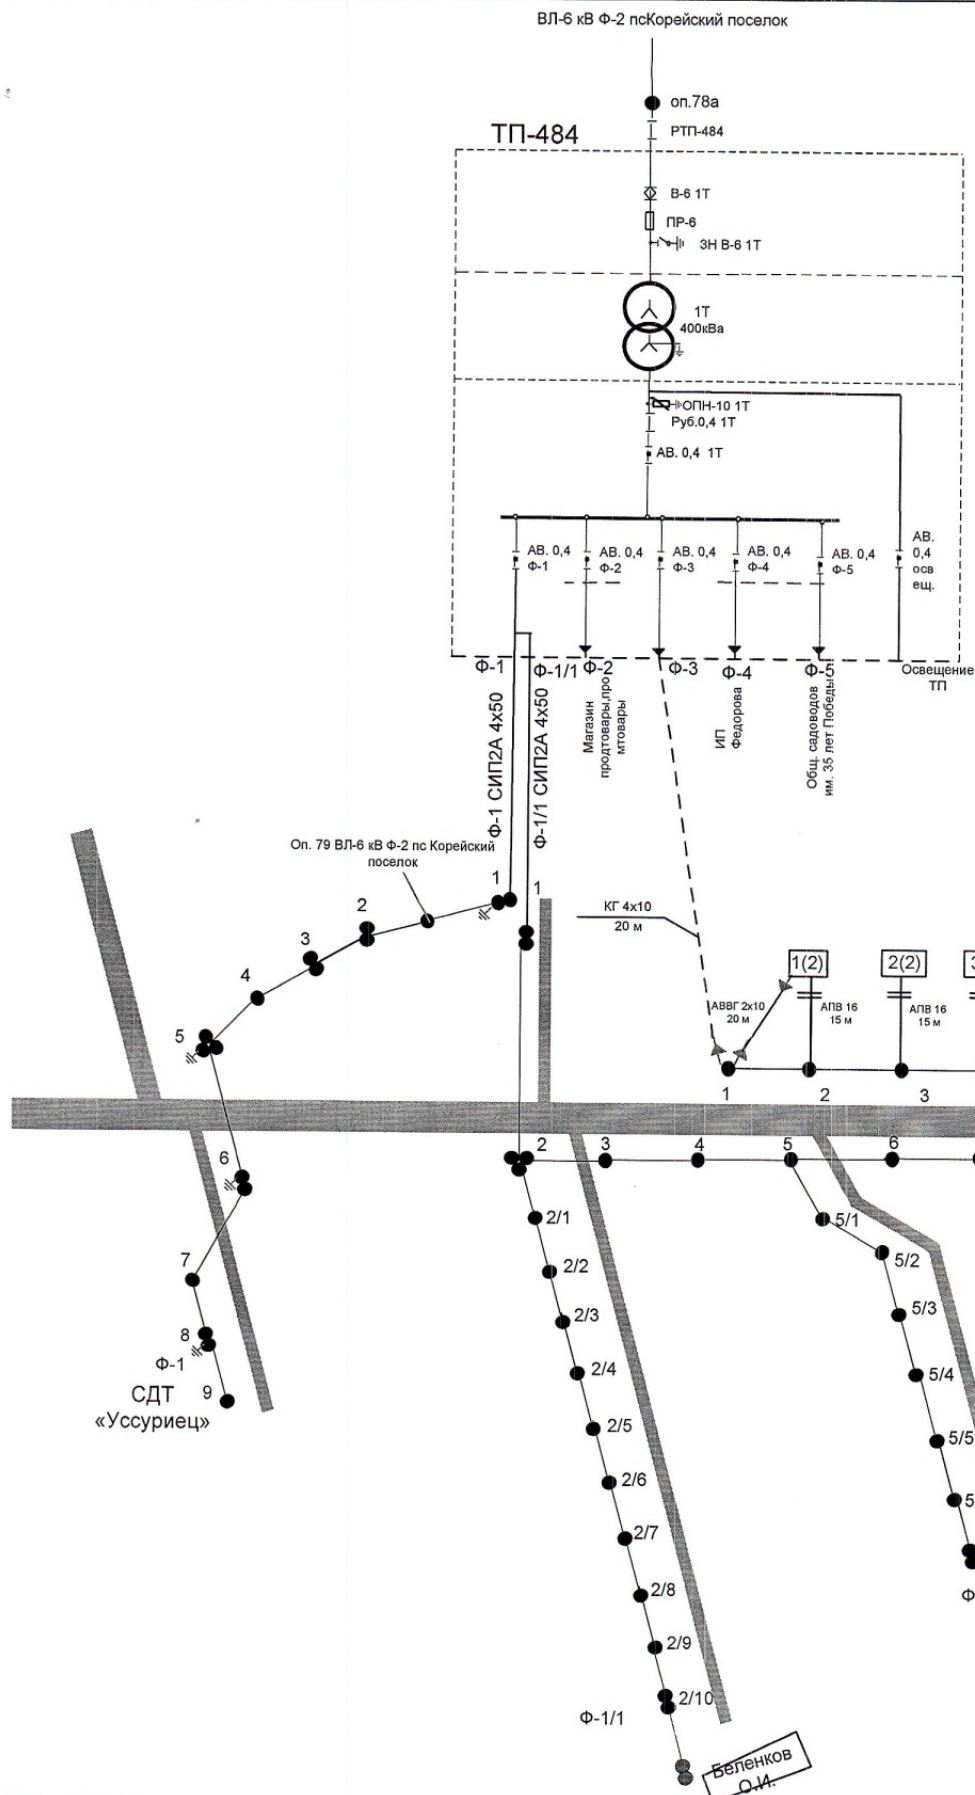 ВЛ-6 кВ Ф-2 псКорейский поселок
оп.78а
РТП-484
ТП-484
В-6 1Т
ПР-6
ЗН В-6 1Т
1Т
400кВа
ОПН-10 1Т
Руб.0,4 1Т
АВ. 0,4 1Т
АВ. 0,4
Ф-1
АВ. 0,4
Ф-2
АВ. 0,4
Ф-3
АВ. 0,4
Ф-4
АВ. 0,4
Ф-5
АВ.
0,4
осв
ещ.
Ф-1
Ф-1/1
Ф-2
Ф-3
Ф-4
Ф-5
Освещение
ТП
Ф-1 СИП2А 4х50
Ф-1/1 СИП2А 4х50
Магазин
продтовары,про
мтовары
ИП
Федорова
Общ. садоводов
им. 35 лет Победы
Оп. 79 ВЛ-6 кВ Ф-2 пс Корейский
поселок
1
1
2
3
4
5
6
7
8
Ф-1
9
СДТ
«Уссуриец»
КГ 4х10
20 м
1(2)
2(2)
3
АВВГ 2х10
20 м
АПВ 16
15 м
АПВ 16
15 м
1
2
3
2
3
4
5
6
2/1
2/2
2/3
2/4
2/5
2/6
2/7
2/8
2/9
2/10
5/1
5/2
5/3
5/4
5/5
5
Ф
Ф-1/1
Беленков
О.И.